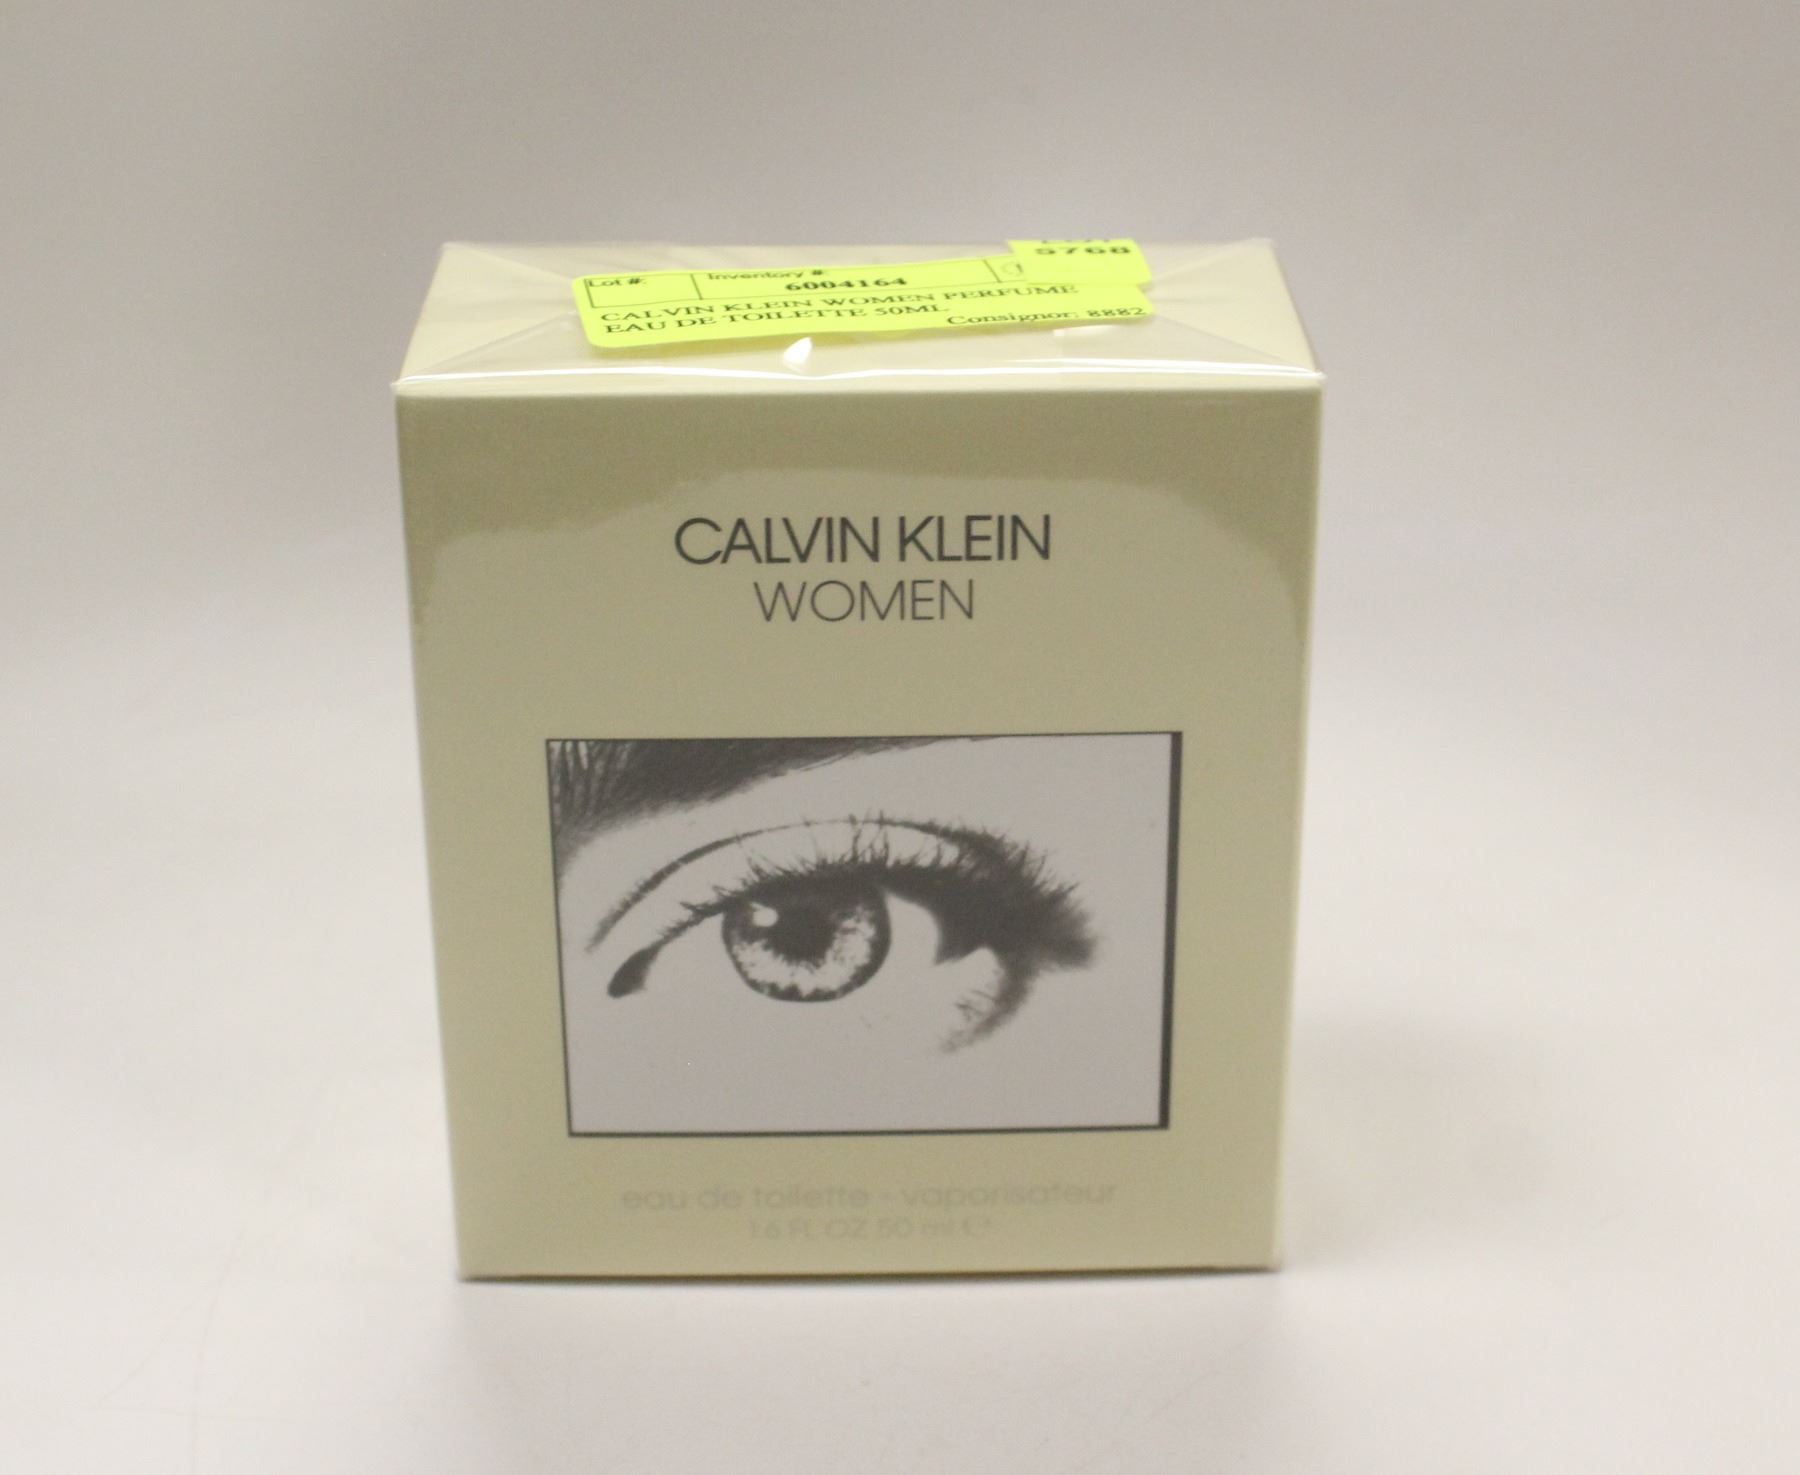 5768
Lot #: Inventory #:
6004164
CALVIN KLEIN WOMEN PERFUME
EAU DE TOILETTE 50ML
Consignor: 8882
CALVIN KLEIN
WOMEN
eau de toilette · vaporisateur
1.6 FL OZ 50 ml ℮